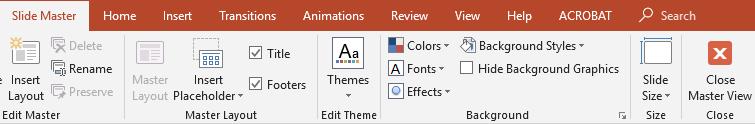 Slide Master Home Insert Transitions Animations Review View Help ACROBAT Search
Insert Layout
Delete
Rename
Preserve
Edit Master
Master Layout
Insert Placeholder
Title
Footers
Master Layout
Aa
Themes
Edit Theme
Colors
A Fonts
Effects
Background Styles
Hide Background Graphics
Background
Slide Size
Size
Close Master View
Close